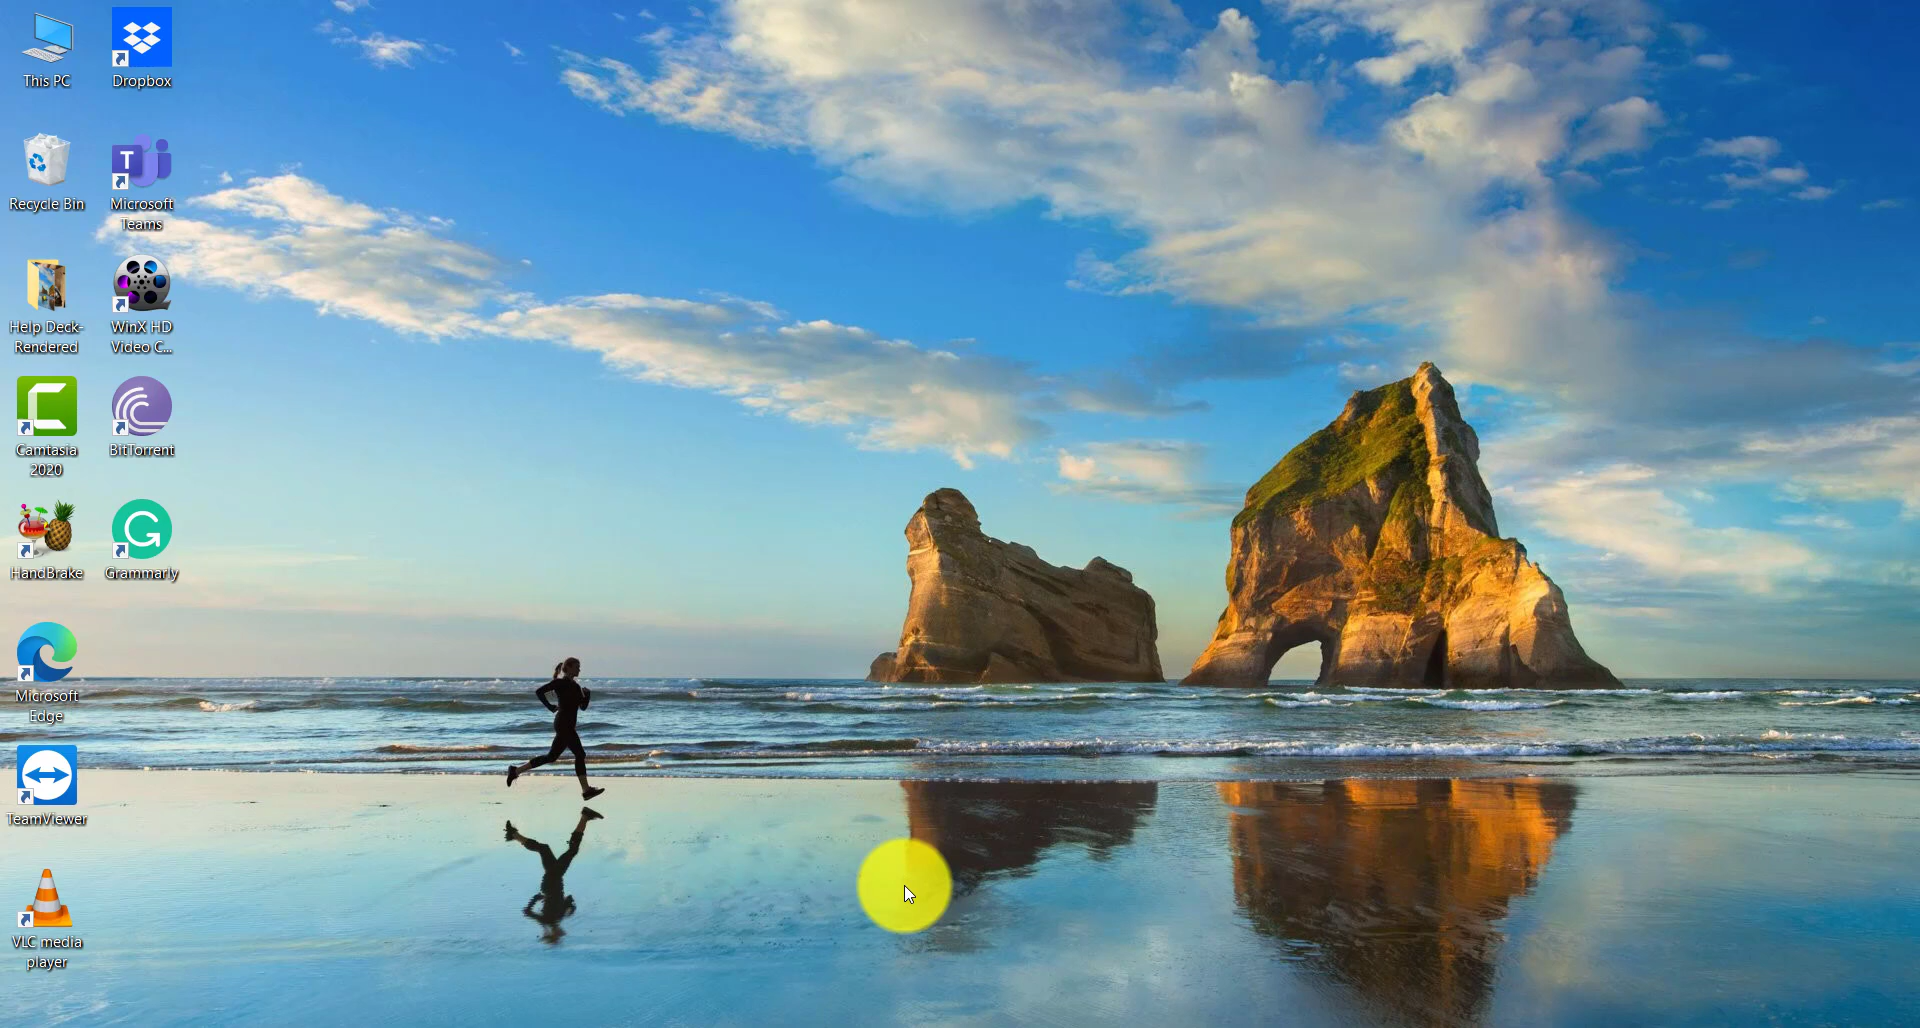 This PC
Dropbox
Recycle Bin
T
Microsoft
Teams
Help Deck-
Rendered
WinX HD
Video C...
Camtasia
2020
BitTorrent
HandBrake
Grammarly
Microsoft
Edge
TeamViewer
VLC media
player